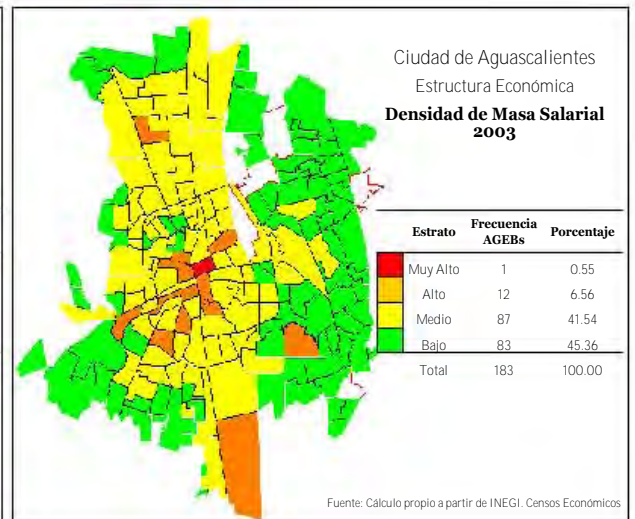 Ciudad de Aguascalientes
Estructura Económica
Densidad de Masa Salarial
2003
Estrato Frecuencia AGEBs Porcentaje
Muy Alto 1 0.55
Alto 12 6.56
Medio 87 41.54
Bajo 83 45.36
Total 183 100.00
Fuente: Cálculo propio a partir de INEGI. Censos Económicos